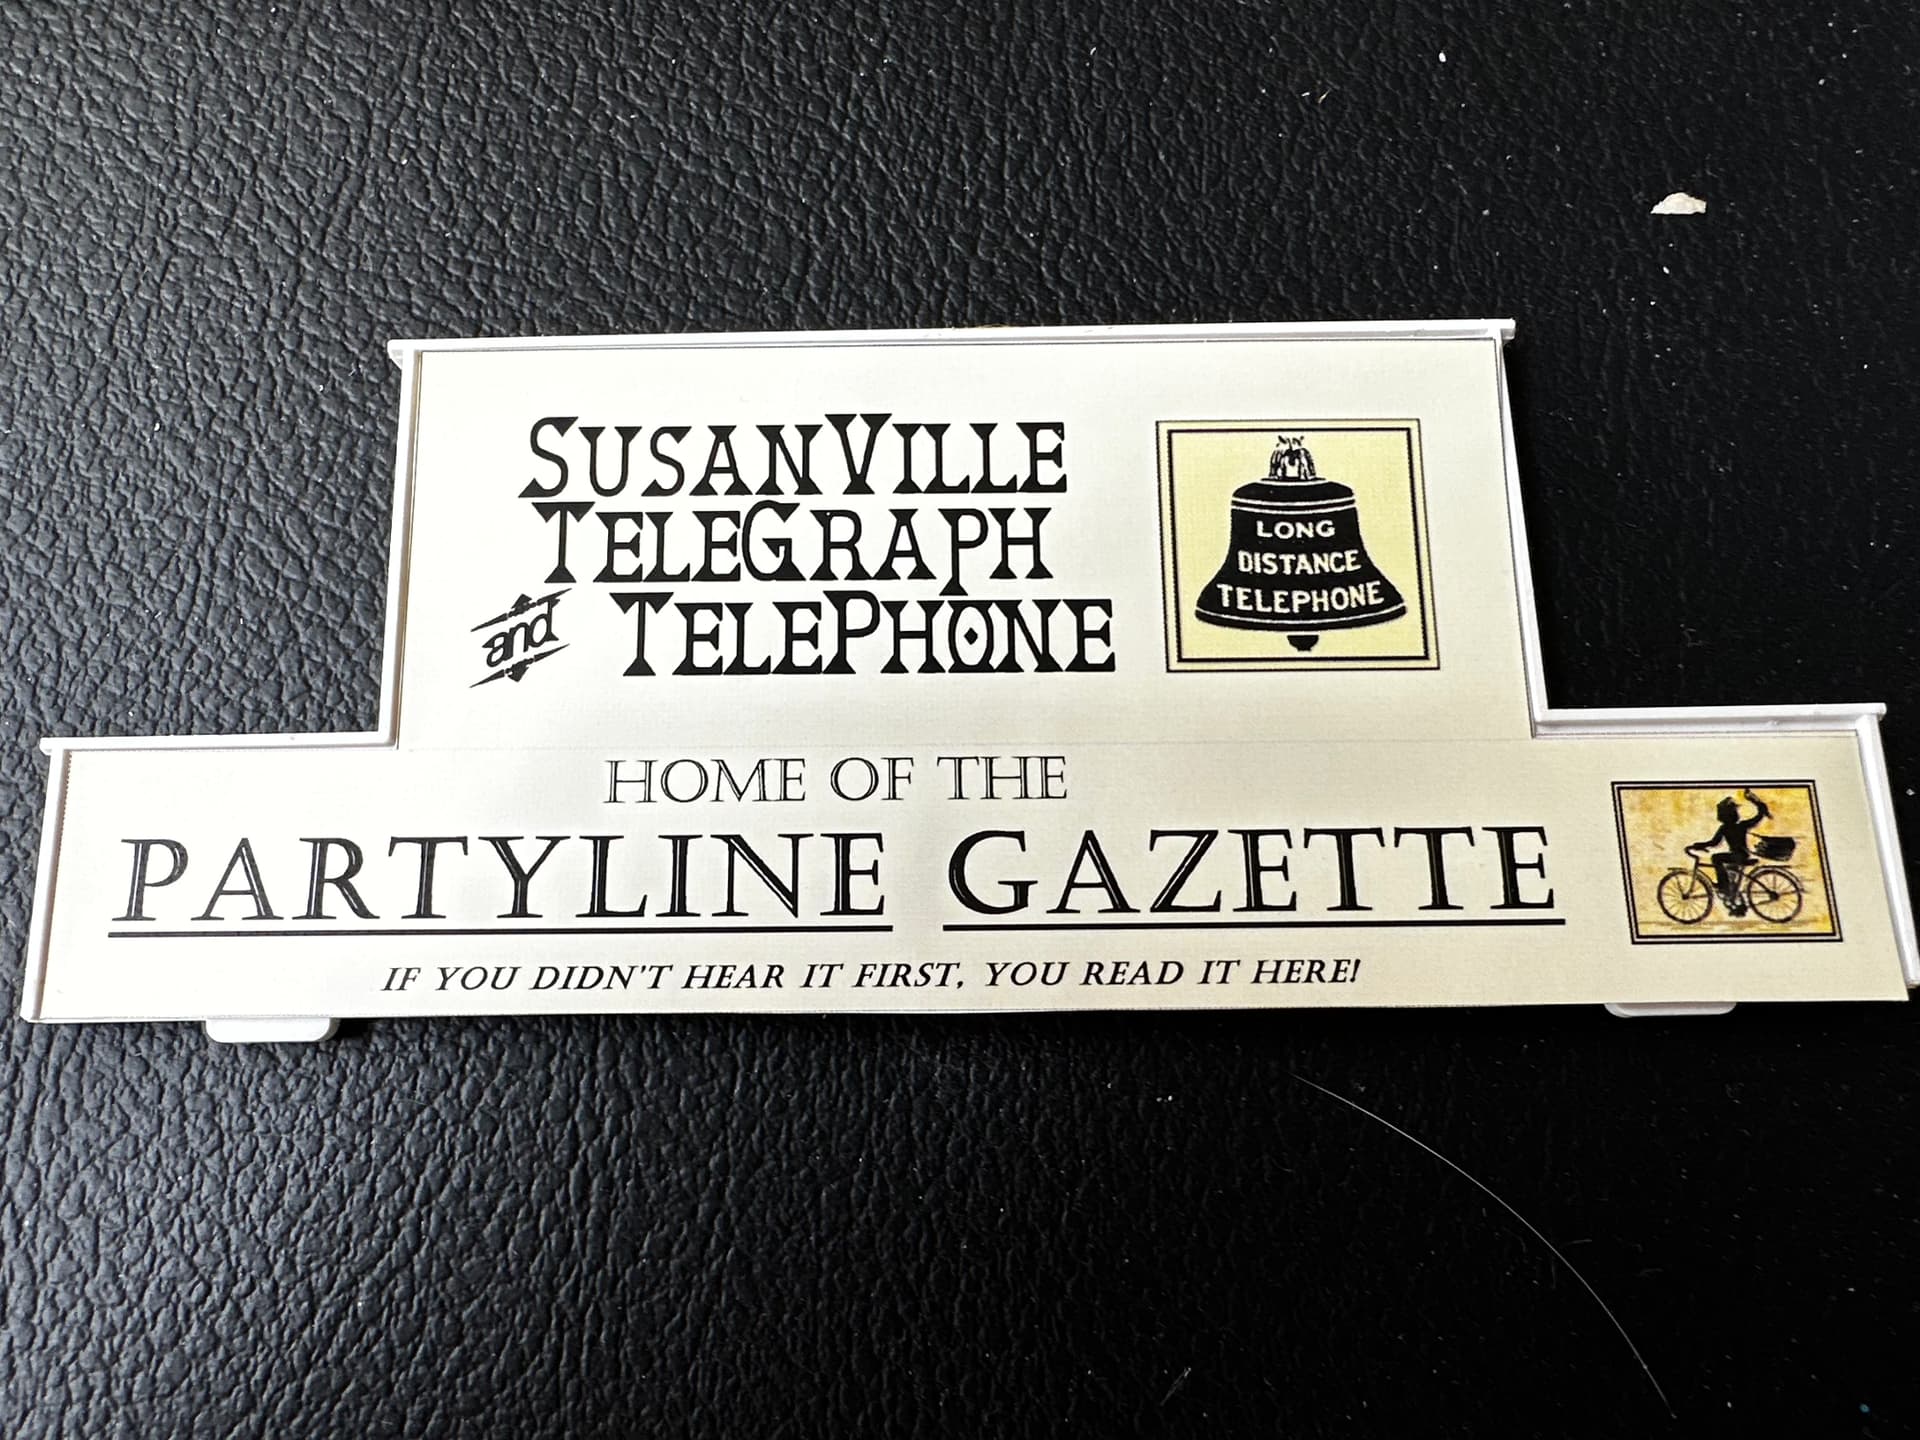 SUSANVILLE
TELEGRAPH
and TELEPHONE
LONG
DISTANCE
TELEPHONE
HOME OF THE
PARTYLINE GAZETTE
IF YOU DIDN'T HEAR IT FIRST, YOU READ IT HERE!